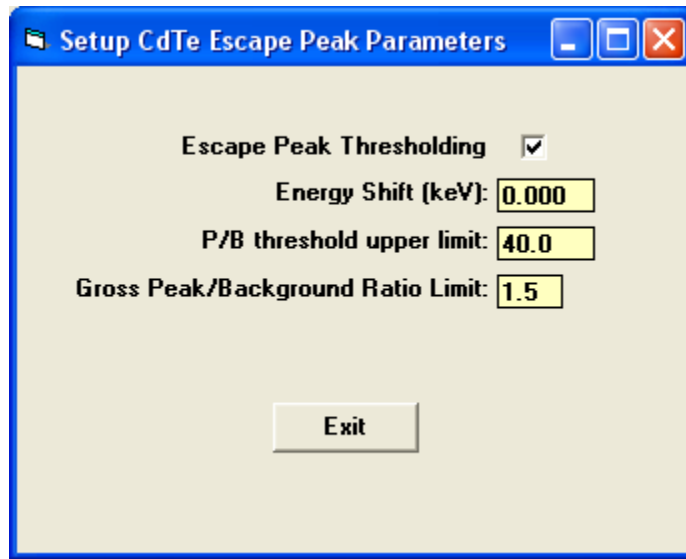 Setup CdTe Escape Peak Parameters
Escape Peak Thresholding
Energy Shift (keV): 0.000
P/B threshold upper limit: 40.0
Gross Peak/Background Ratio Limit: 1.5
Exit